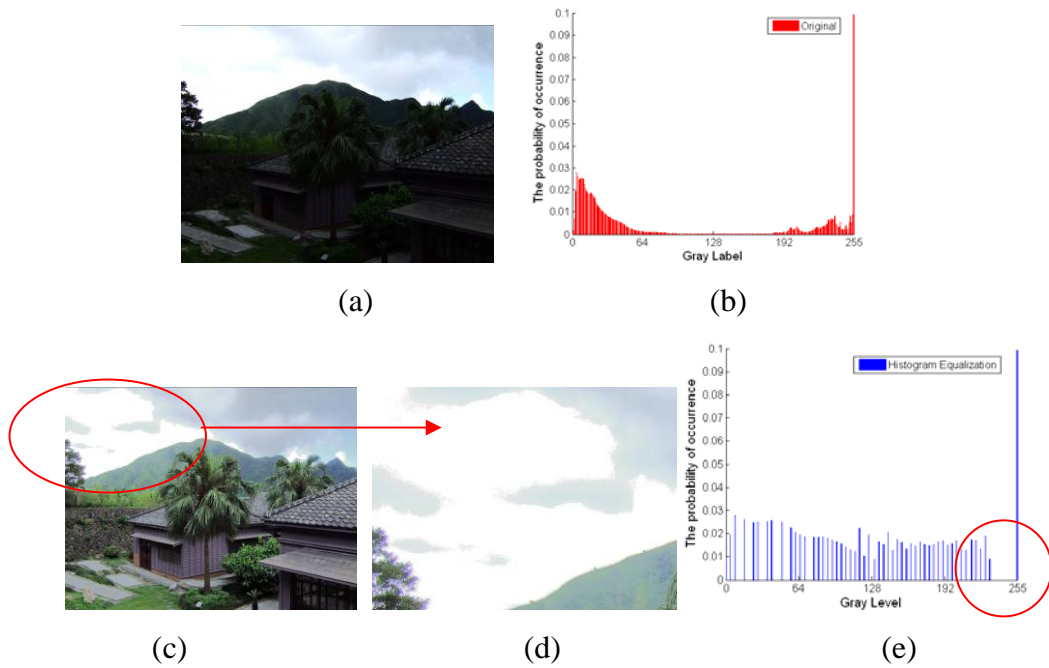 0.1
0.09
0.08
0.07
0.06
0.05
0.04
0.03
0.02
0.01
0
The probability of occurrence
Original
0 64 128 192 255
Gray Label
(a) (b)
0.1
0.09
0.08
0.07
0.06
0.05
0.04
0.03
0.02
0.01
0
The probability of occurrence
Histogram Equalization
0 64 128 192 255
Gray Level
(c) (d) (e)